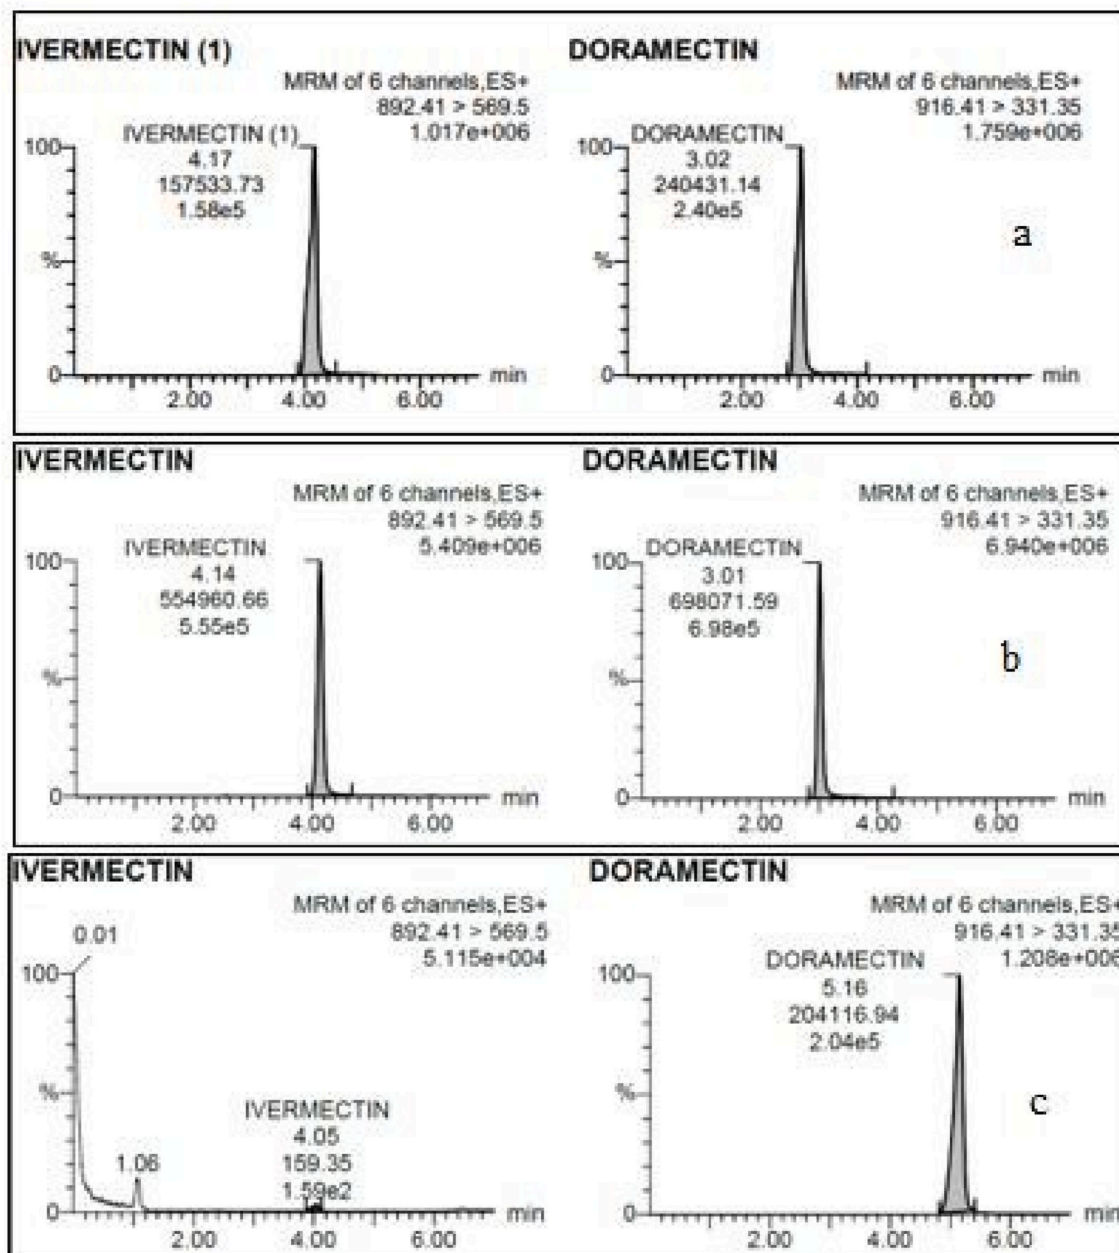 IVERMECTIN (1)
MRM of 6 channels,ES+
892.41 > 569.5
1.017e+006
IVERMECTIN (1)
4.17
157533.73
1.58e5
100
%
0
2.00 4.00 6.00 min
DORAMECTIN
MRM of 6 channels,ES+
916.41 > 331.35
1.759e+006
DORAMECTIN
3.02
240431.14
2.40e5
100
%
0
2.00 4.00 6.00 min
a
IVERMECTIN
MRM of 6 channels,ES+
892.41 > 569.5
5.409e+006
IVERMECTIN
4.14
554960.66
5.55e5
100
%
0
2.00 4.00 6.00 min
DORAMECTIN
MRM of 6 channels,ES+
916.41 > 331.35
6.940e+006
DORAMECTIN
3.01
698071.59
6.98e5
100
%
0
2.00 4.00 6.00 min
b
IVERMECTIN
MRM of 6 channels,ES+
892.41 > 569.5
5.115e+004
0.01
100
%
0
1.06
IVERMECTIN
4.05
159.35
1.59e2
2.00 4.00 6.00 min
DORAMECTIN
MRM of 6 channels,ES+
916.41 > 331.35
1.208e+006
DORAMECTIN
5.16
204116.94
2.04e5
100
%
0
2.00 4.00 6.00 min
c